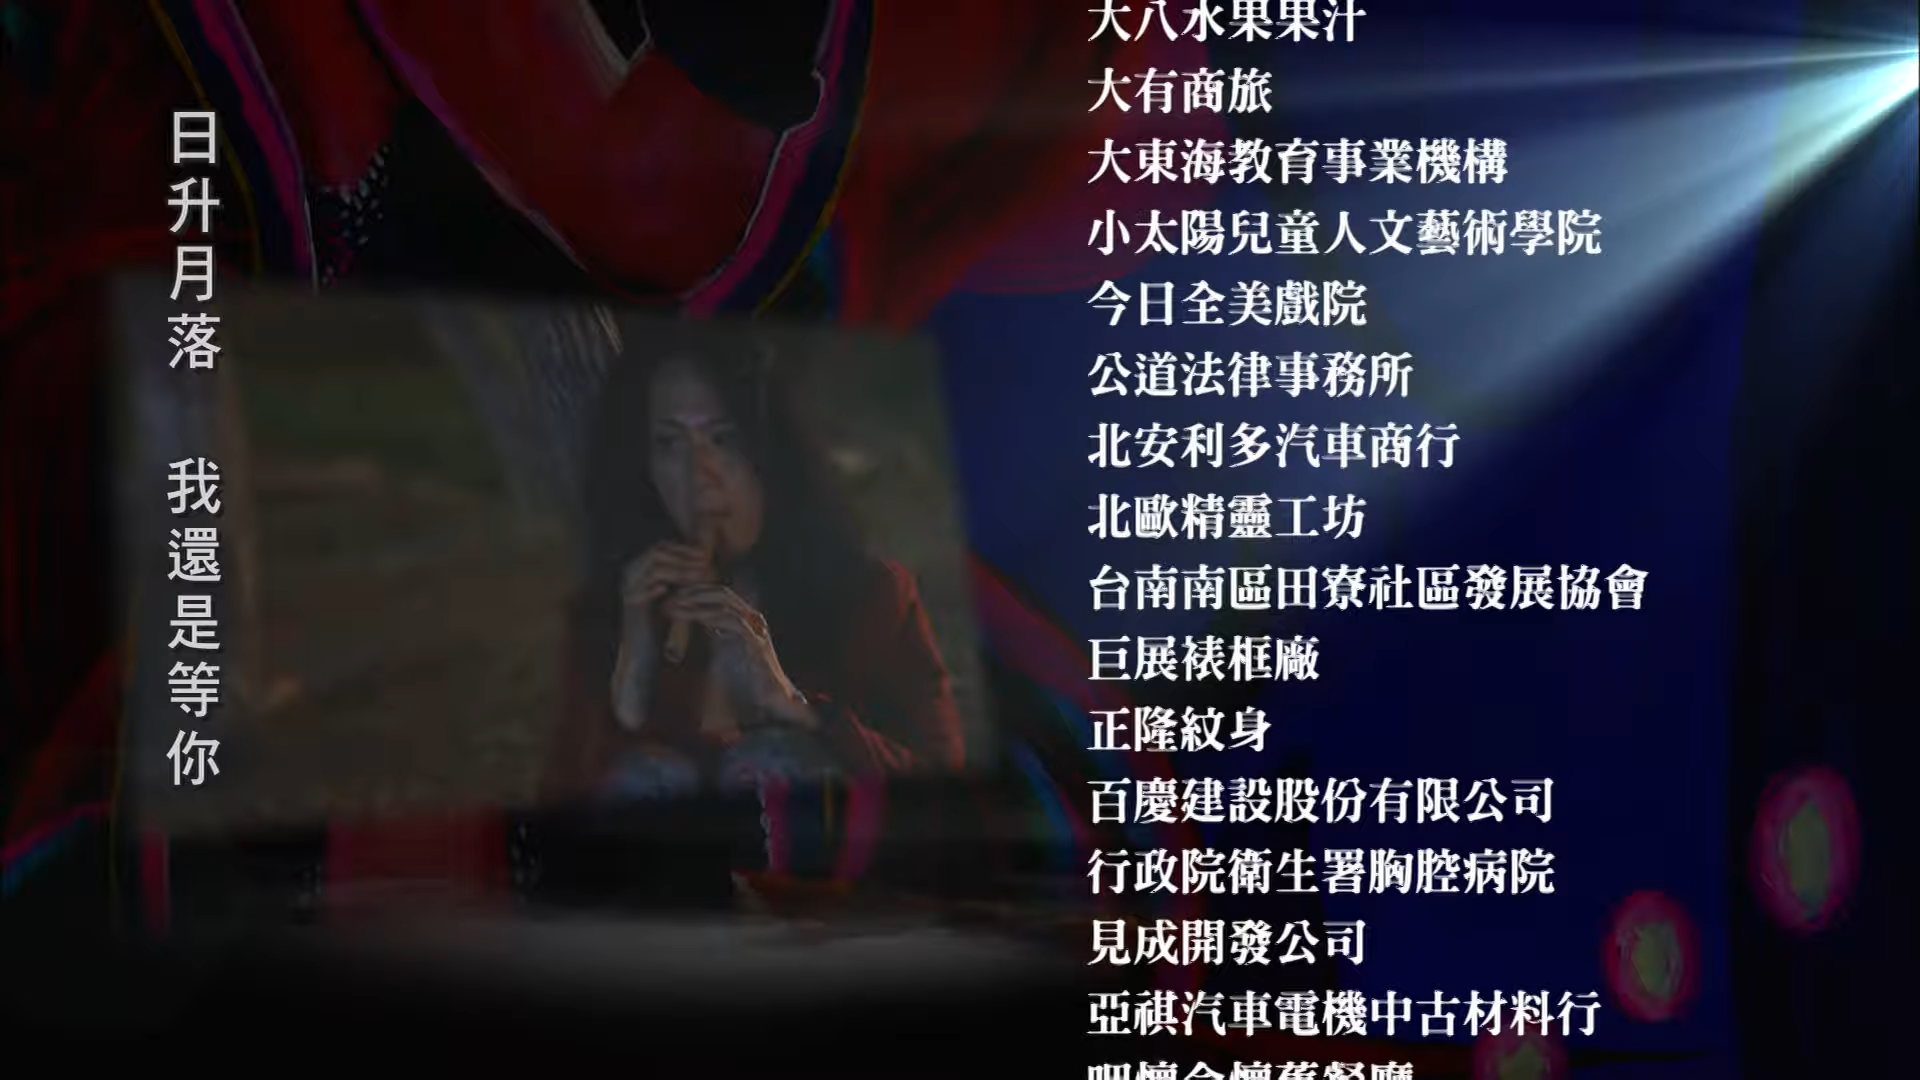 日升月落 我還是等你
大八水果果汁
大有商旅
大東海教育事業機構
小太陽兒童人文藝術學院
今日全美戲院
公道法律事務所
北安利多汽車商行
北歐精靈工坊
台南南區田寮社區發展協會
巨展裱框廠
正隆紋身
百慶建設股份有限公司
行政院衛生署胸腔病院
見成開發公司
亞祺汽車電機中古材料行